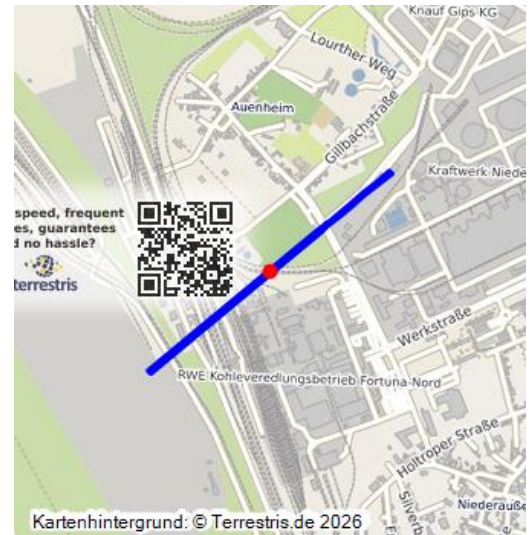 Knauf Gips KG
Lourther Weg
Auenheim
Gillbachstraße
Kraftwerk Niede
speed, frequent
es, guarantees
d no hassle?
terrestris
Werkstraße
RWE Kohleveredlungsbetrieb Fortuna-Nord
Holtroper Straße
Silverb
Niederauße
Kartenhintergrund: © Terrestris.de 2026